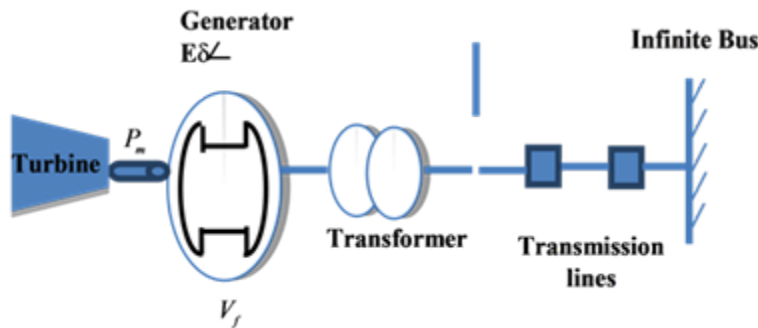 Generator
Eδ∠
Infinite Bus
P_m
Turbine
Transformer
Transmission
lines
V_f